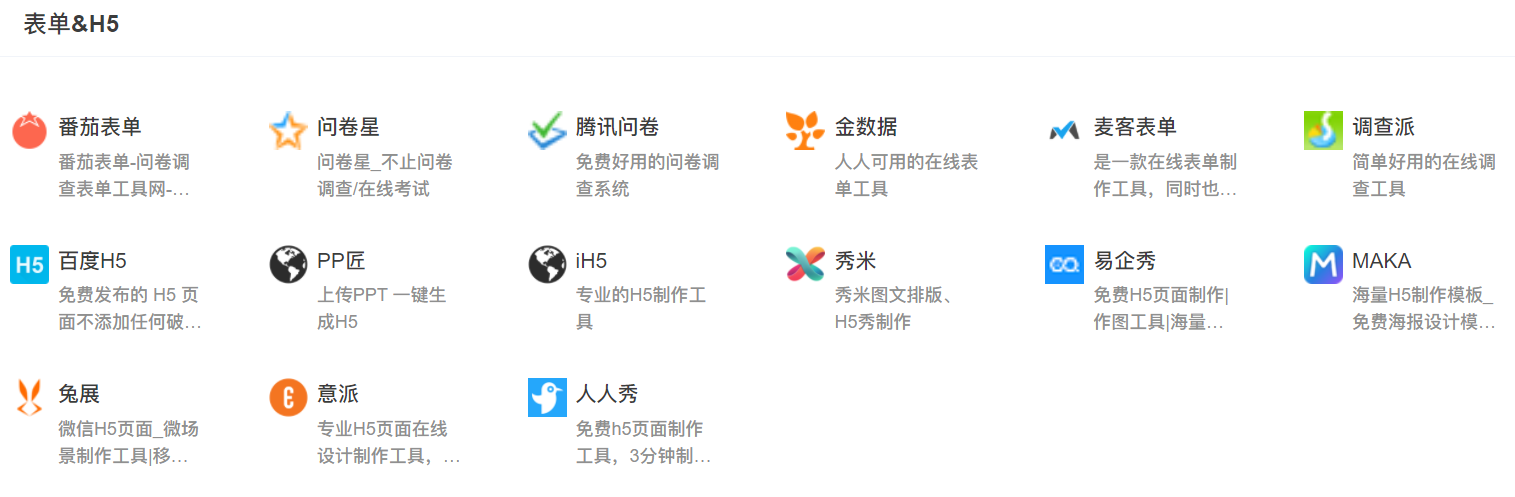 表单&H5
番茄表单
番茄表单-问卷调
查表单工具网-...
问卷星
问卷星_不止问卷
调查/在线考试
腾讯问卷
免费好用的问卷调
查系统
金数据
人人可用的在线表
单工具
麦客表单
是一款在线表单制
作工具，同时也...
调查派
简单好用的在线调
查工具
H5
百度H5
免费发布的 H5 页
面不添加任何破...
PP匠
上传PPT 一键生
成H5
iH5
专业的H5制作工
具
秀米
秀米图文排版、
H5秀制作
易企秀
免费H5页面制作|
作图工具|海量...
MAKA
海量H5制作模板_
免费海报设计模...
兔展
微信H5页面_微场
景制作工具|移...
意派
专业H5页面在线
设计制作工具，...
人人秀
免费h5页面制作
工具，3分钟制...